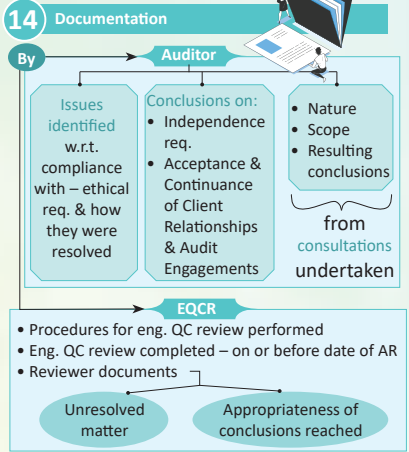 14 Documentation
By
Auditor
Issues
identified
w.r.t.
compliance
with – ethical
req. & how
they were
resolved
Conclusions on:
• Independence
req.
• Acceptance &
Continuance
of Client
Relationships
& Audit
Engagements
• Nature
• Scope
• Resulting
conclusions
from
consultations
undertaken
EQCR
• Procedures for eng. QC review performed
• Eng. QC review completed – on or before date of AR
• Reviewer documents
Unresolved
matter
Appropriateness of
conclusions reached